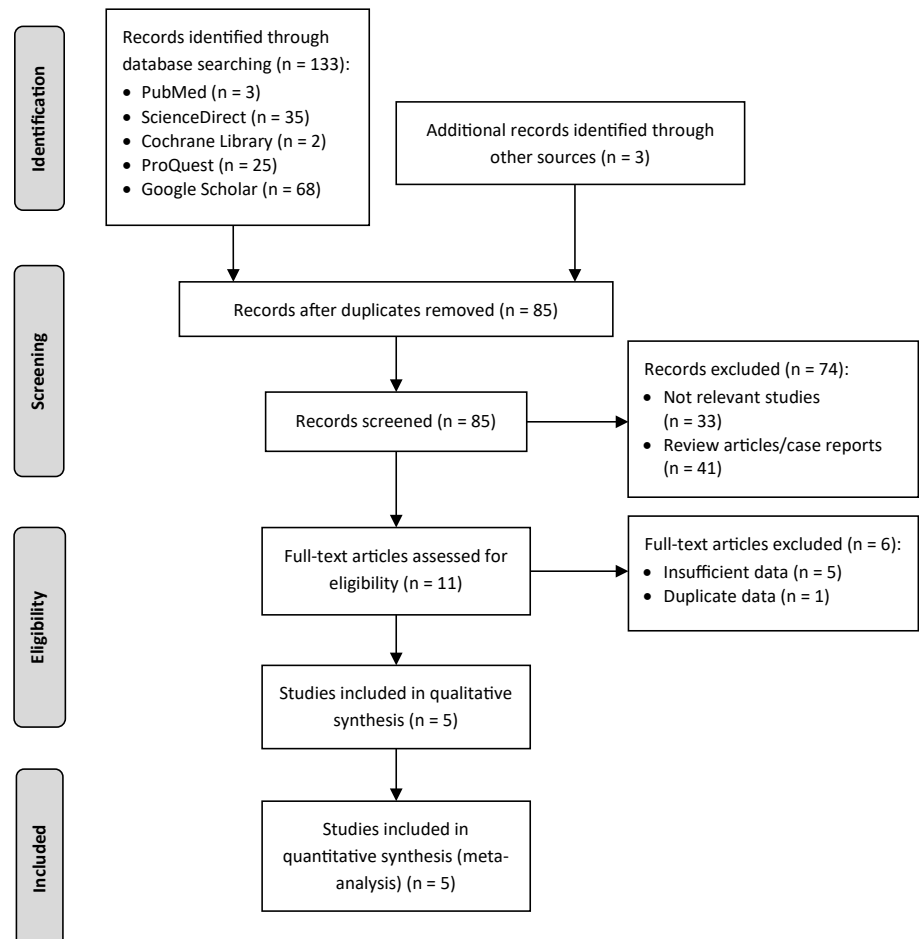 Identification
Records identified through
database searching (n = 133):
• PubMed (n = 3)
• ScienceDirect (n = 35)
• Cochrane Library (n = 2)
• ProQuest (n = 25)
• Google Scholar (n = 68)
Additional records identified through
other sources (n = 3)
Screening
Records after duplicates removed (n = 85)
Records screened (n = 85)
Records excluded (n = 74):
• Not relevant studies
(n = 33)
• Review articles/case reports
(n = 41)
Eligibility
Full-text articles assessed for
eligibility (n = 11)
Full-text articles excluded (n = 6):
• Insufficient data (n = 5)
• Duplicate data (n = 1)
Studies included in qualitative
synthesis (n = 5)
Included
Studies included in
quantitative synthesis (meta-
analysis) (n = 5)